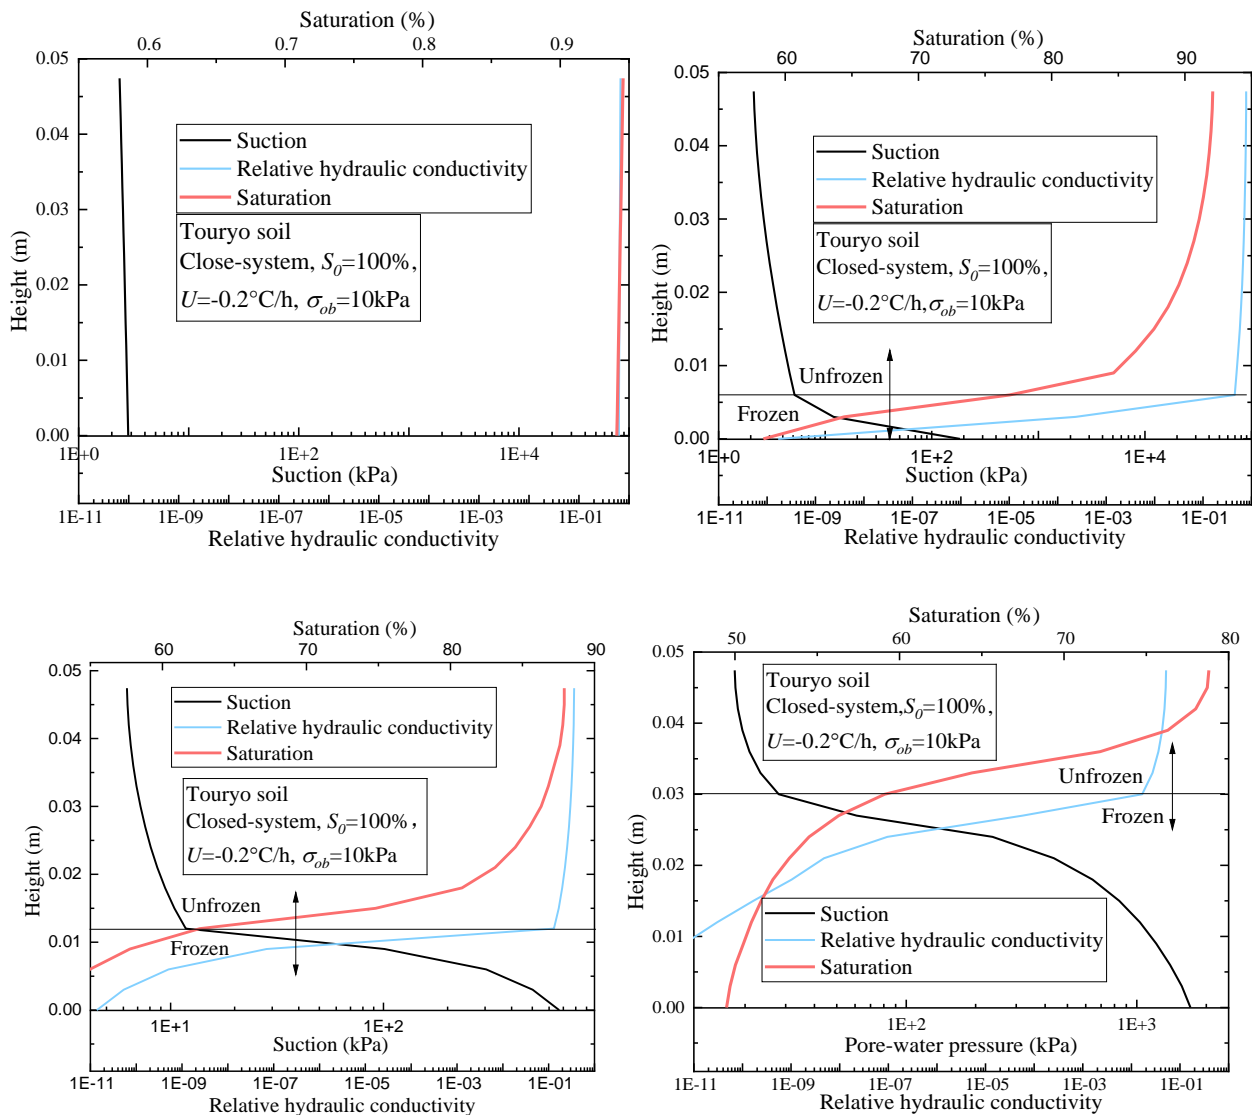 Saturation (%)
0.6 0.7 0.8 0.9
0.05
0.04
0.03
0.02
0.01
0.00
Height (m)
Suction
Relative hydraulic conductivity
Saturation
Touryo soil
Close-system, S0=100%,
U=-0.2°C/h, σob=10kPa
1E+0 1E+2 1E+4
Suction (kPa)
1E-11 1E-09 1E-07 1E-05 1E-03 1E-01
Relative hydraulic conductivity
Saturation (%)
60 70 80 90
0.05
0.04
0.03
0.02
0.01
0.00
Height (m)
Suction
Relative hydraulic conductivity
Saturation
Touryo soil
Closed-system, S0=100%,
U=-0.2°C/h,σob=10kPa
Unfrozen
Frozen
1E+0 1E+2 1E+4
Suction (kPa)
1E-11 1E-09 1E-07 1E-05 1E-03 1E-01
Relative hydraulic conductivity
Saturation (%)
60 70 80 90
0.05
0.04
0.03
0.02
0.01
0.00
Height (m)
Suction
Relative hydraulic conductivity
Saturation
Touryo soil
Closed-system, S0=100%，
U=-0.2°C/h, σob=10kPa
Unfrozen
Frozen
1E+1 1E+2
Suction (kPa)
1E-11 1E-09 1E-07 1E-05 1E-03 1E-01
Relative hydraulic conductivity
Saturation (%)
50 60 70 80
0.05
0.04
0.03
0.02
0.01
0.00
Height (m)
Touryo soil
Closed-system,S0=100%,
U=-0.2°C/h, σob=10kPa
Unfrozen
Frozen
Suction
Relative hydraulic conductivity
Saturation
1E+2 1E+3
Pore-water pressure (kPa)
1E-11 1E-09 1E-07 1E-05 1E-03 1E-01
Relative hydraulic conductivity